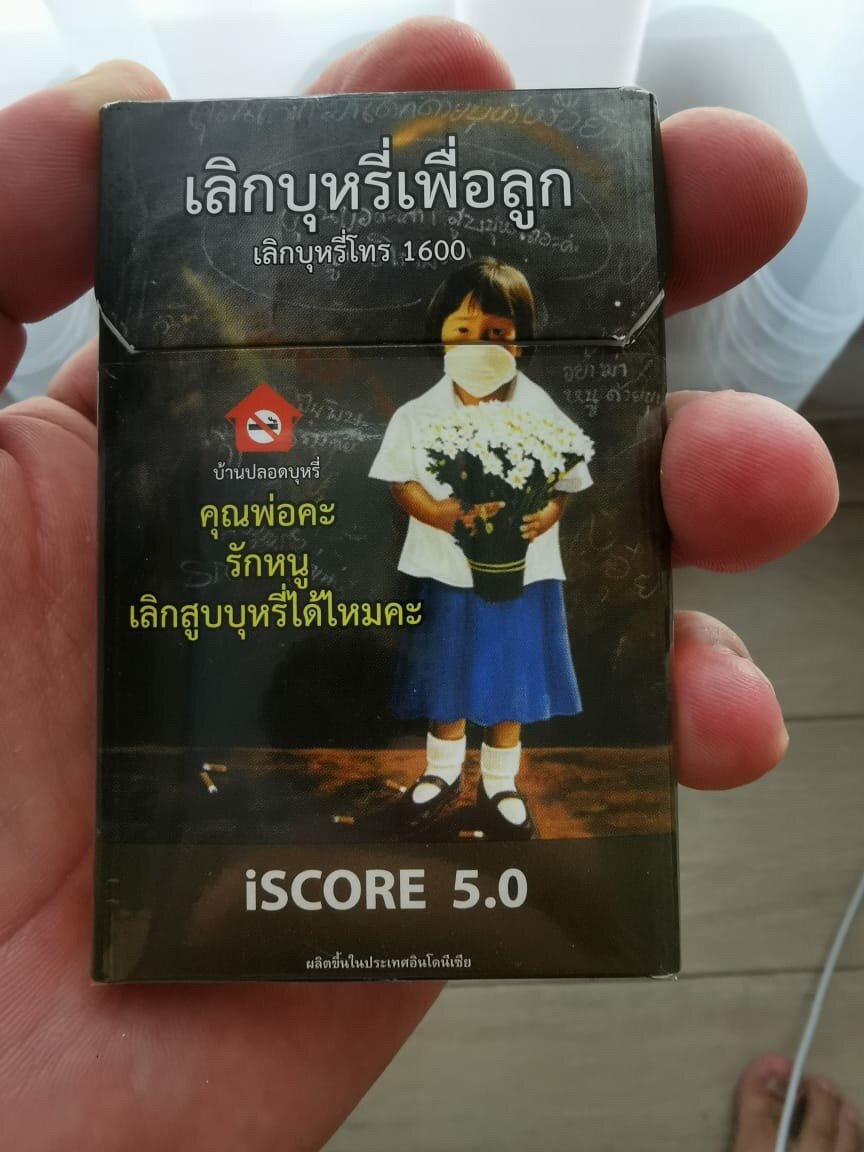 เลิกบุหรี่เพื่อลูก
เลิกบุหรี่โทร 1600
บ้านปลอดบุหรี่
คุณพ่อคะ
รักหนู
เลิกสูบบุหรี่ได้ไหมคะ
iSCORE 5.0
ผลิตขึ้นในประเทศอินโดนีเซีย